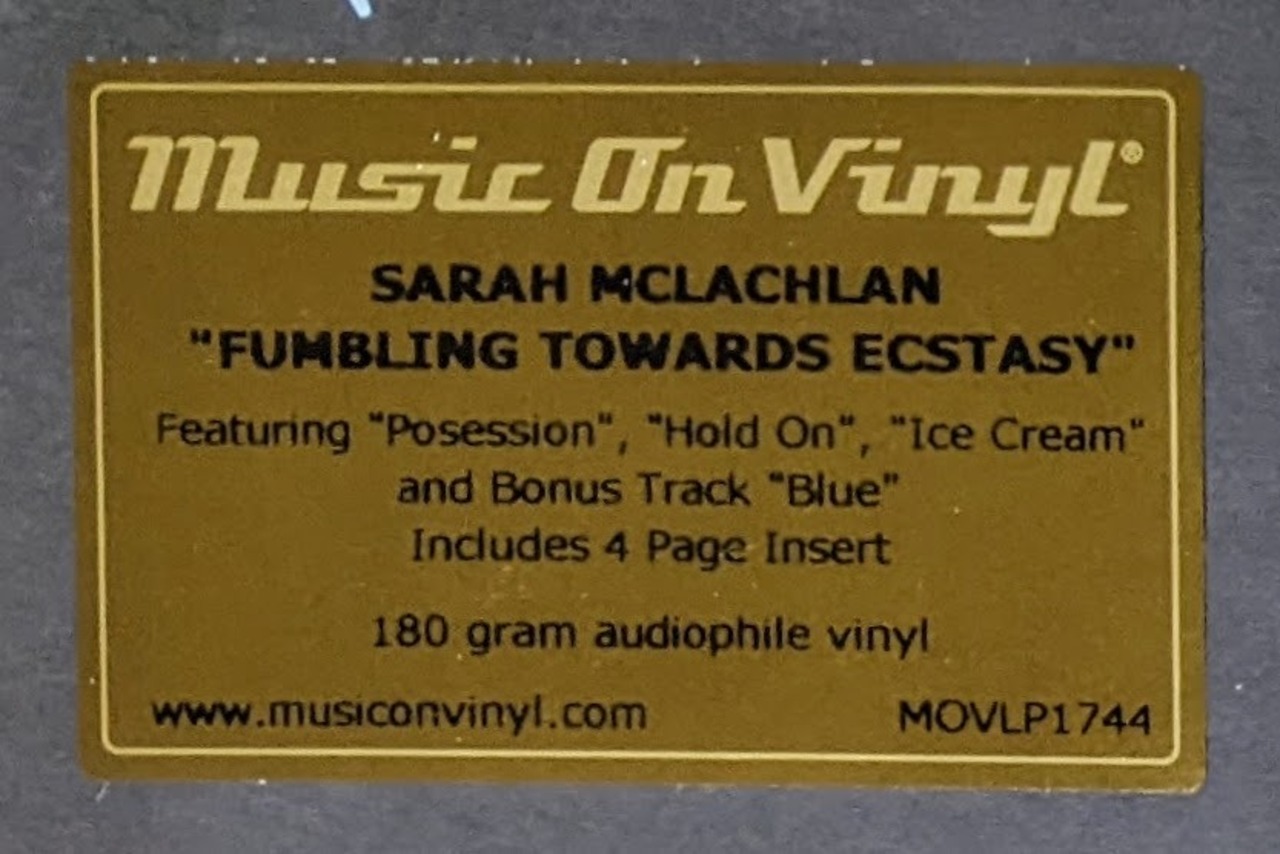 Music On Vinyl®
SARAH MCLACHLAN
"FUMBLING TOWARDS ECSTASY"
Featuring "Posession", "Hold On", "Ice Cream"
and Bonus Track "Blue"
Includes 4 Page Insert
180 gram audiophile vinyl
www.musiconvinyl.com MOVLP1744